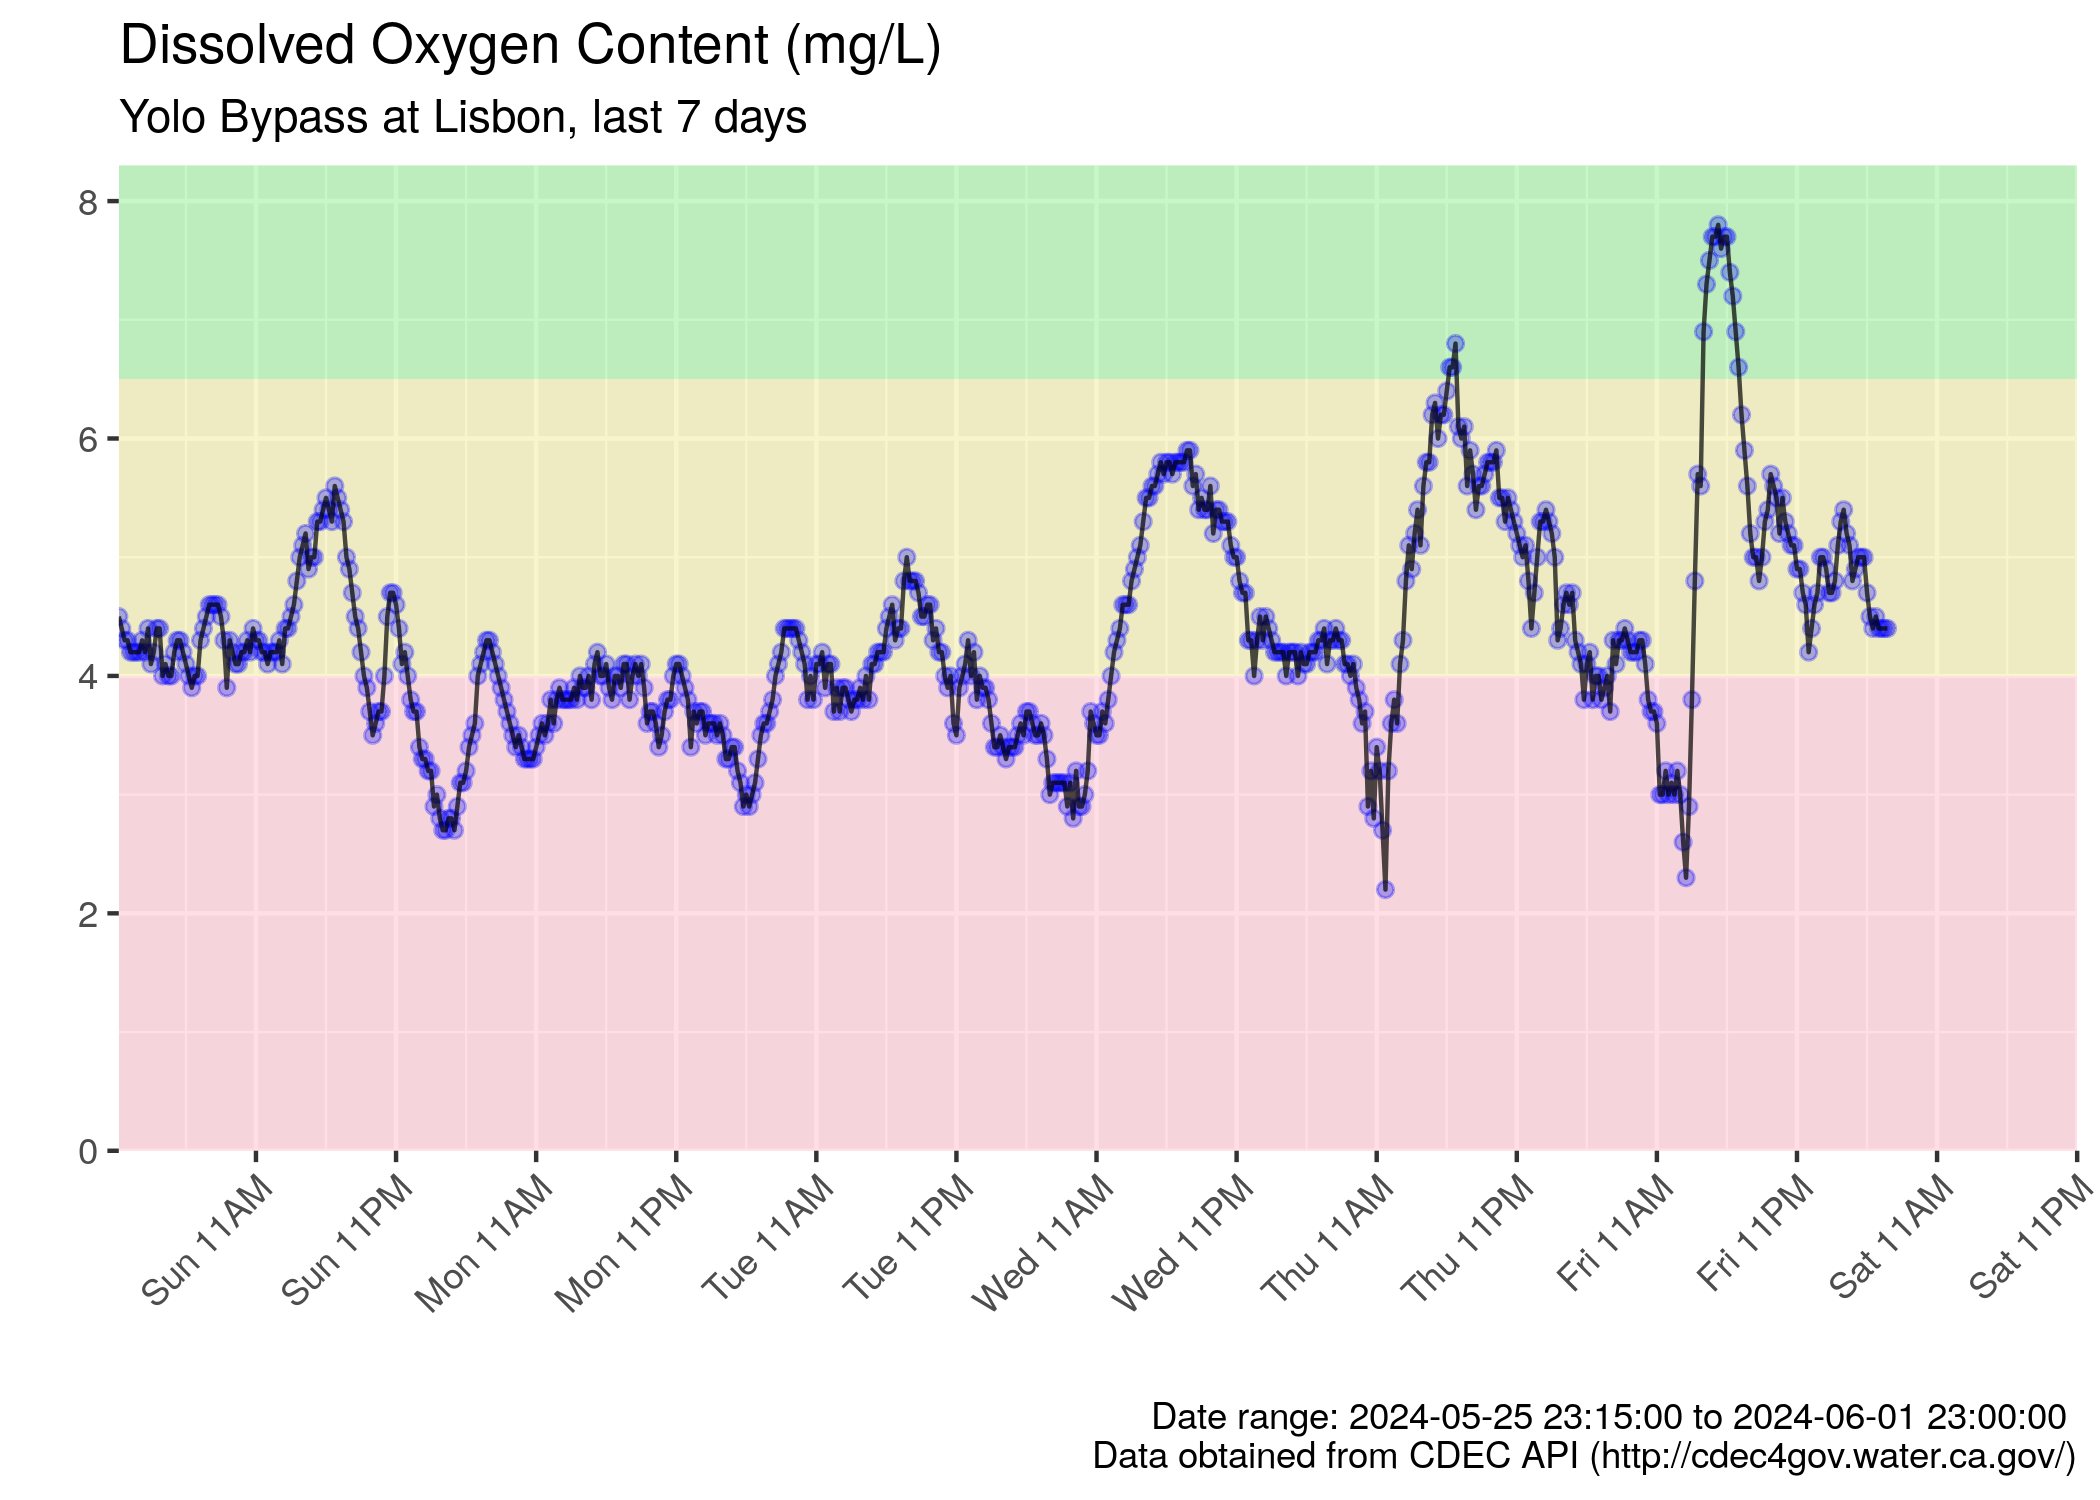 Dissolved Oxygen Content (mg/L)
Yolo Bypass at Lisbon, last 7 days
8
6
4
2
0
Sun 11AM
Sun 11PM
Mon 11AM
Mon 11PM
Tue 11AM
Tue 11PM
Wed 11AM
Wed 11PM
Thu 11AM
Thu 11PM
Fri 11AM
Fri 11PM
Sat 11AM
Sat 11PM
Date range: 2024-05-25 23:15:00 to 2024-06-01 23:00:00
Data obtained from CDEC API (http://cdec4gov.water.ca.gov/)